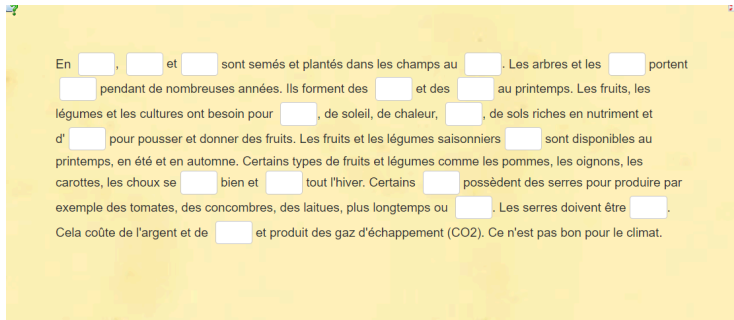 En , et sont semés et plantés dans les champs au . Les arbres et les portent
pendant de nombreuses années. Ils forment des et des au printemps. Les fruits, les
légumes et les cultures ont besoin pour , de soleil, de chaleur, , de sols riches en nutriment et
d' pour pousser et donner des fruits. Les fruits et les légumes saisonniers sont disponibles au
printemps, en été et en automne. Certains types de fruits et légumes comme les pommes, les oignons, les
carottes, les choux se bien et tout l'hiver. Certains possèdent des serres pour produire par
exemple des tomates, des concombres, des laitues, plus longtemps ou . Les serres doivent être .
Cela coûte de l'argent et de et produit des gaz d'échappement (CO2). Ce n'est pas bon pour le climat.